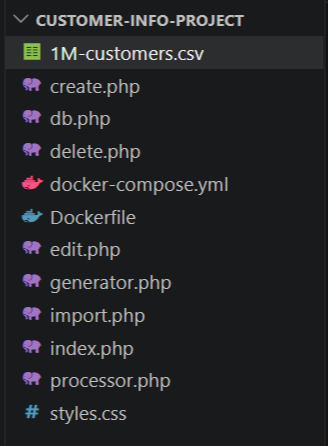 CUSTOMER-INFO-PROJECT
1M-customers.csv
create.php
db.php
delete.php
docker-compose.yml
Dockerfile
edit.php
generator.php
import.php
index.php
processor.php
# styles.css